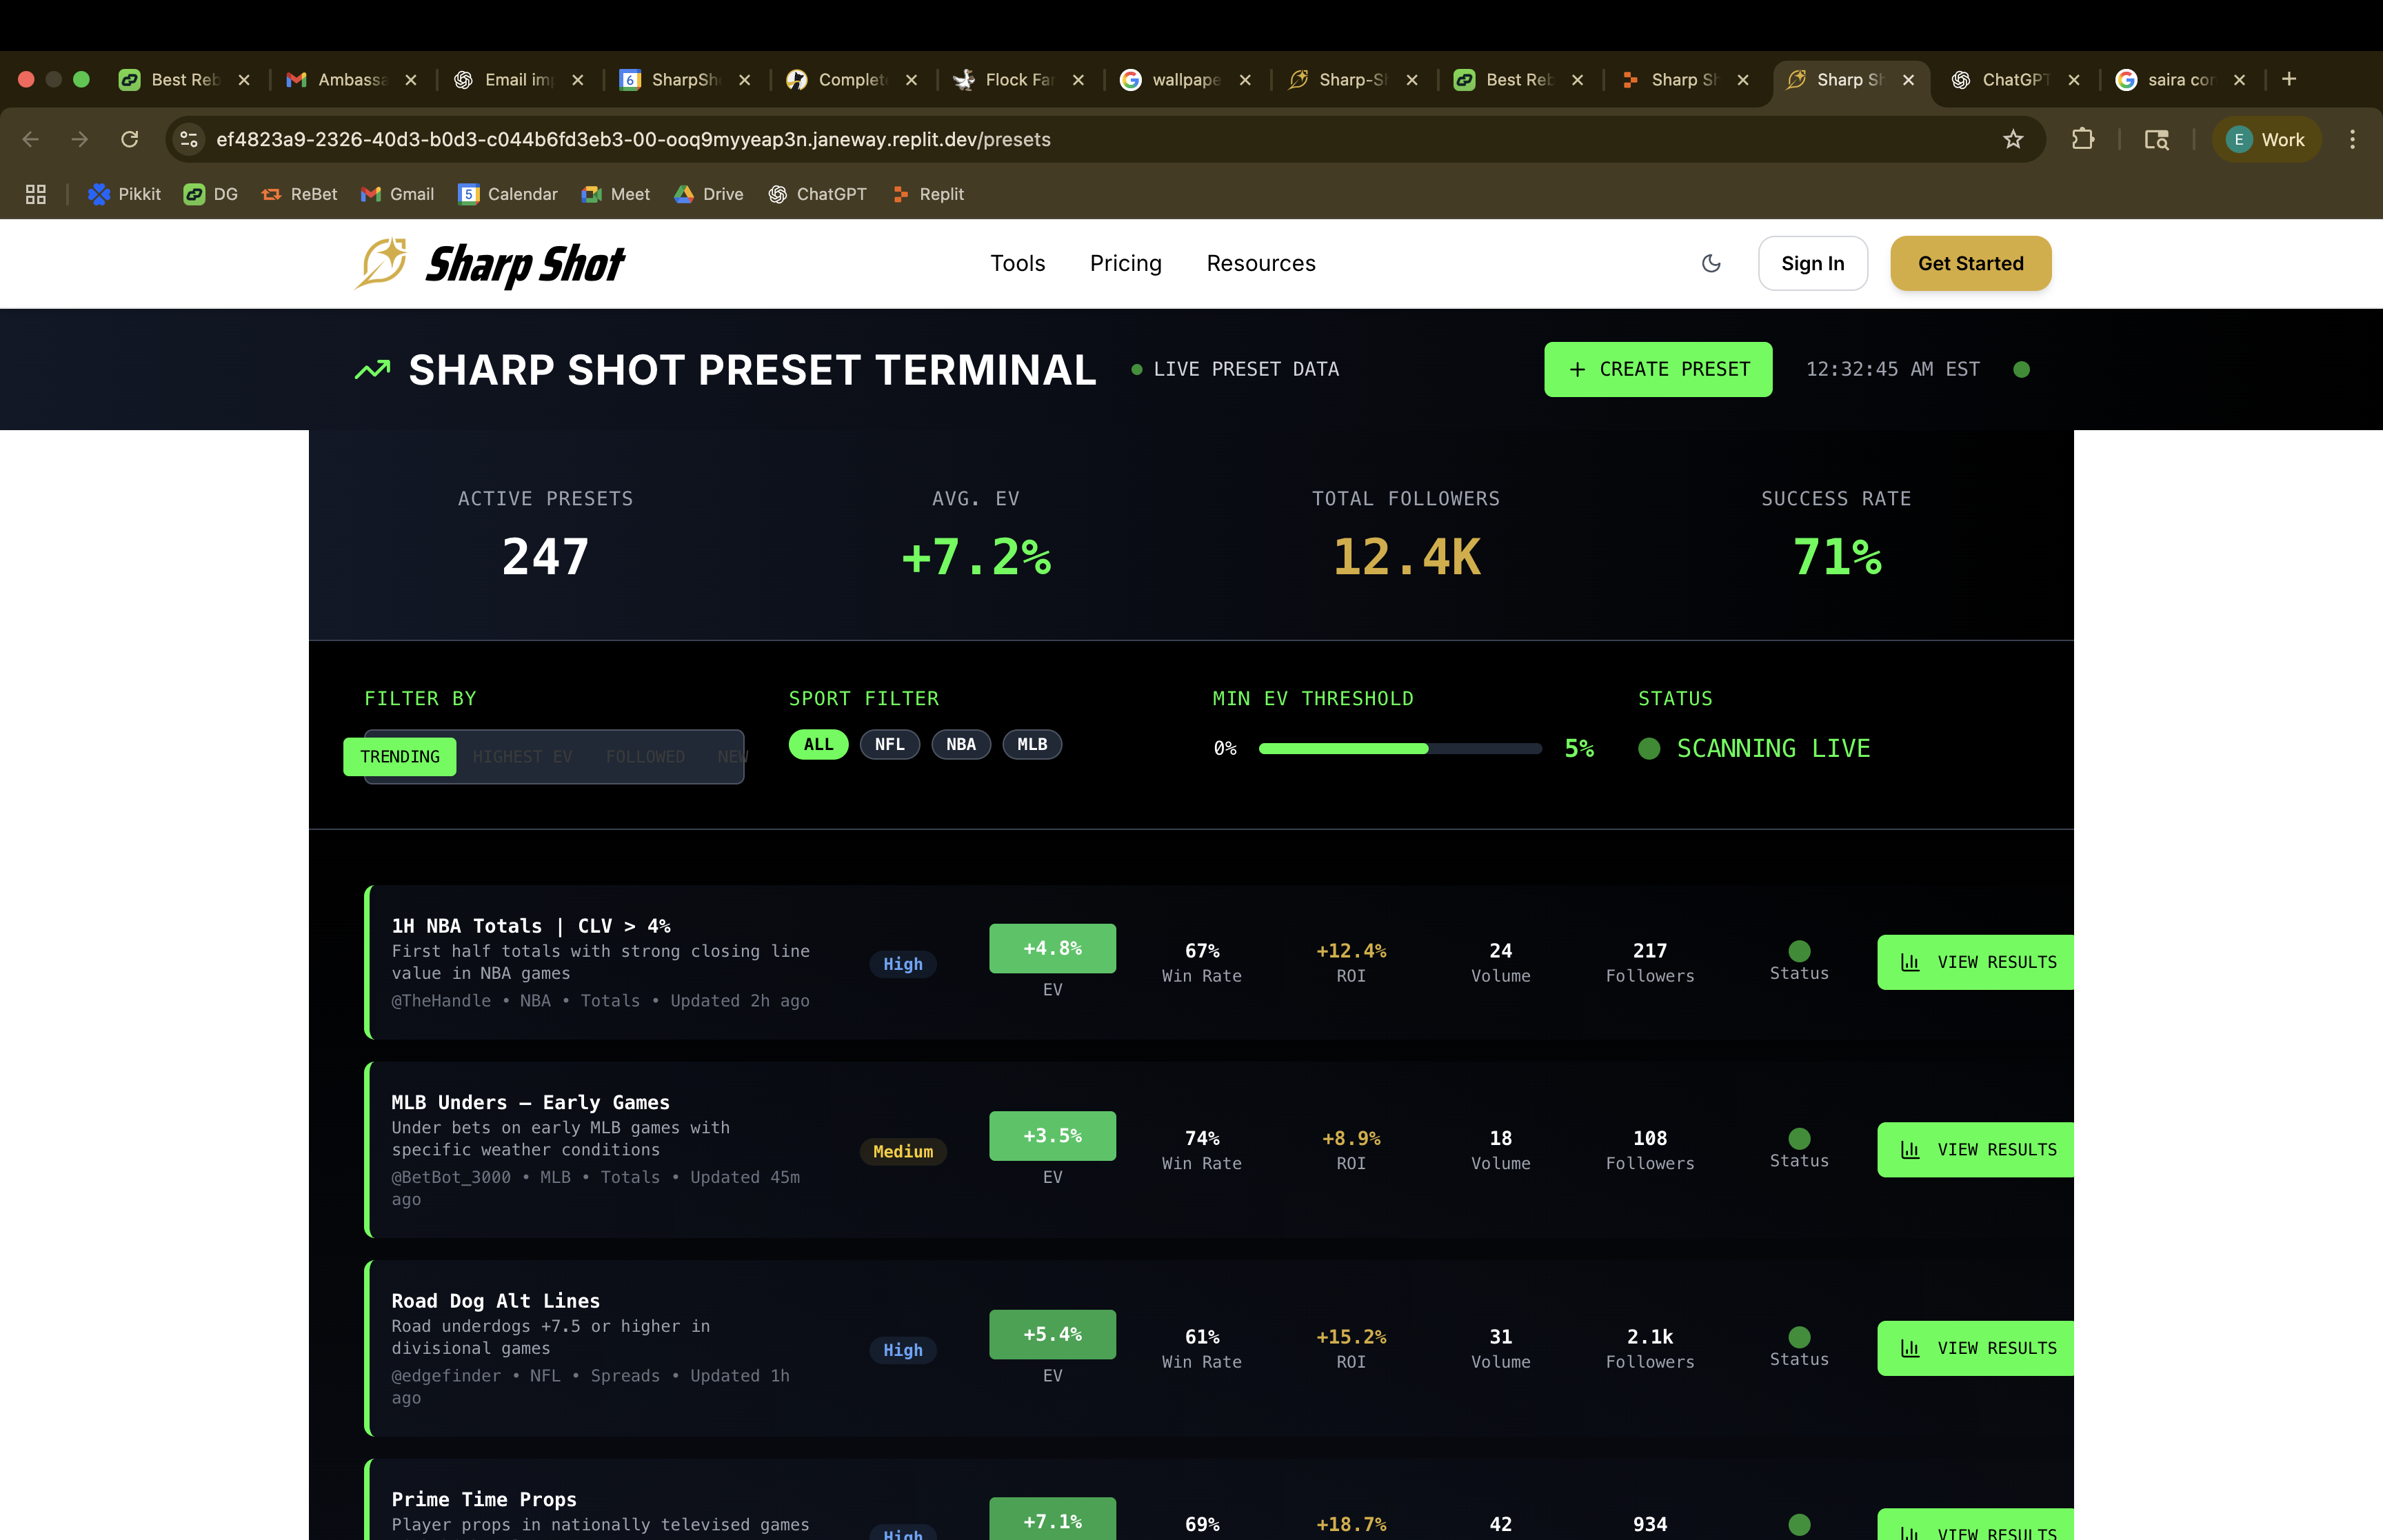 Best Reb
Ambassa
Email im
6
SharpSh
Complet
Flock Fa
wallpape
Sharp-S
Best Reb
Sharp S
Sharp S
ChatGPT
saira co
ef4823a9-2326-40d3-b0d3-c044b6fd3eb3-00-ooq9myyeap3n.janeway.replit.dev/presets
E Work
Pikkit
DG
ReBet
Gmail
5
Calendar
Meet
Drive
ChatGPT
Replit
Sharp Shot
Tools
Pricing
Resources
Sign In
Get Started
SHARP SHOT PRESET TERMINAL
LIVE PRESET DATA
+ CREATE PRESET
12:32:45 AM EST
ACTIVE PRESETS
AVG. EV
TOTAL FOLLOWERS
SUCCESS RATE
247
+7.2%
12.4K
71%
FILTER BY
SPORT FILTER
MIN EV THRESHOLD
STATUS
TRENDING
HIGHEST EV
FOLLOWED
NEW
ALL
NFL
NBA
MLB
0%
5%
SCANNING LIVE
1H NBA Totals | CLV > 4%
First half totals with strong closing line
value in NBA games
@TheHandle • NBA • Totals • Updated 2h ago
High
+4.8%
EV
67%
Win Rate
+12.4%
ROI
24
Volume
217
Followers
Status
VIEW RESULTS
MLB Unders – Early Games
Under bets on early MLB games with
specific weather conditions
@BetBot_3000 • MLB • Totals • Updated 45m
ago
Medium
+3.5%
EV
74%
Win Rate
+8.9%
ROI
18
Volume
108
Followers
Status
VIEW RESULTS
Road Dog Alt Lines
Road underdogs +7.5 or higher in
divisional games
@edgefinder • NFL • Spreads • Updated 1h
ago
High
+5.4%
EV
61%
Win Rate
+15.2%
ROI
31
Volume
2.1k
Followers
Status
VIEW RESULTS
Prime Time Props
Player props in nationally televised games
High
+7.1%
69%
+18.7%
42
934
VIEW RESULTS